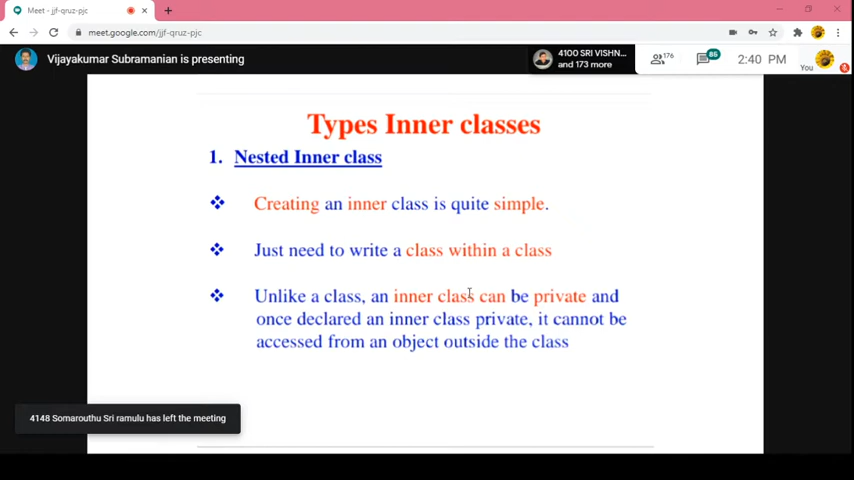 Meet - jjf-qruz-pjc
meet.google.com/jjf-qruz-pjc
Vijayakumar Subramanian is presenting
4100 SRI VISHN...
and 173 more
176
85
2:40 PM
You
Types Inner classes
1. Nested Inner class
❖ Creating an inner class is quite simple.
❖ Just need to write a class within a class
❖ Unlike a class, an inner class can be private and
once declared an inner class private, it cannot be
accessed from an object outside the class
4148 Somarouthu Sri ramulu has left the meeting